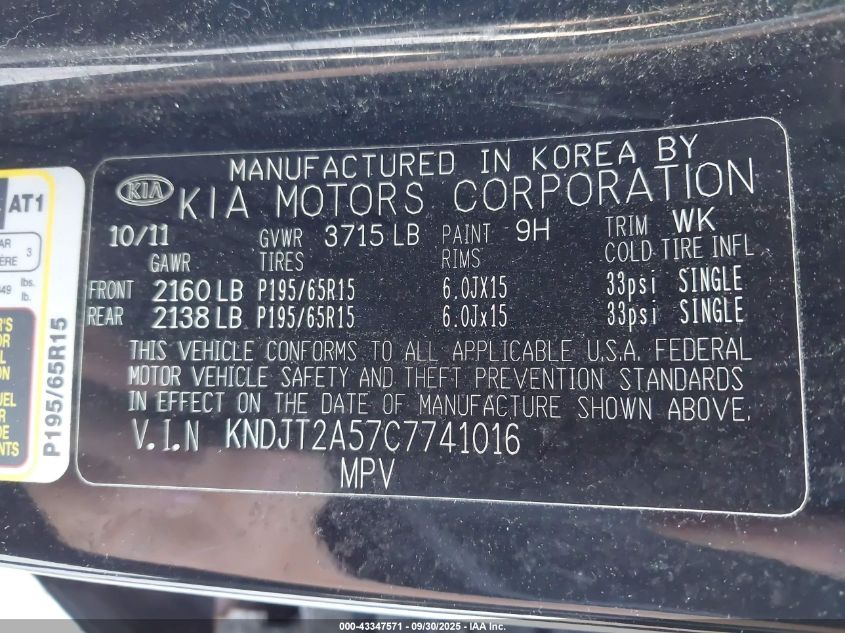 MANUFACTURED IN KOREA BY
KIA KIA MOTORS CORPORATION
10/11 GVWR 3715 LB PAINT 9H TRIM WK
GAWR TIRES RIMS COLD TIRE INFL
FRONT 2160 LB P195/65R15 6.0JX15 33psi SINGLE
REAR 2138 LB P195/65R15 6.0Jx15 33psi SINGLE
THIS VEHICLE CONFORMS TO ALL APPLICABLE U.S.A. FEDERAL
MOTOR VEHICLE SAFETY AND THEFT PREVENTION STANDARDS
IN EFFECT ON THE DATE OF MANUFACTURE SHOWN ABOVE.
V.I.N KNDJT2A57C7741016
MPV
AT1
3
lbs.
lb.
P195/65R15
000-43347571 - 09/30/2025 - IAA Inc.